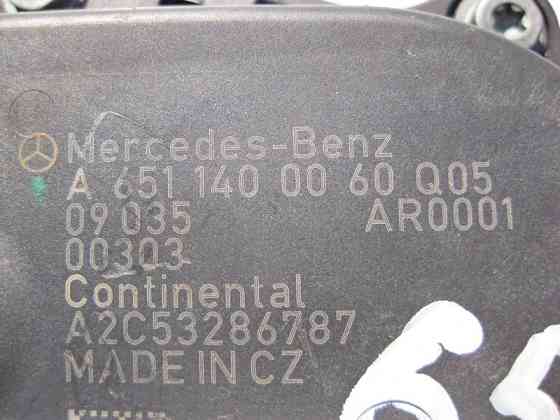 Mercedes-Benz
A 651 140 00 60 Q05
09 035 AR0001
00303
Continental
A2C53286787
MADE IN CZ